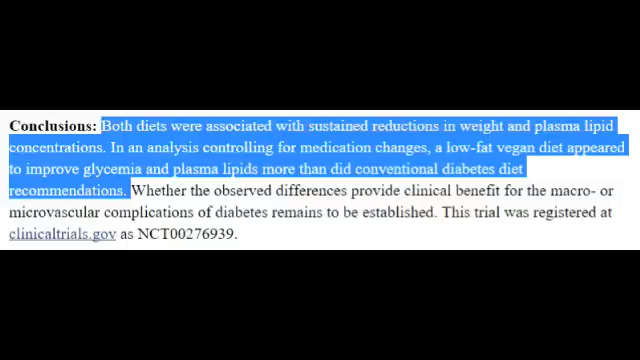 Conclusions: Both diets were associated with sustained reductions in weight and plasma lipid
concentrations. In an analysis controlling for medication changes, a low-fat vegan diet appeared
to improve glycemia and plasma lipids more than did conventional diabetes diet
recommendations. Whether the observed differences provide clinical benefit for the macro- or
microvascular complications of diabetes remains to be established. This trial was registered at
clinicaltrials.gov as NCT00276939.